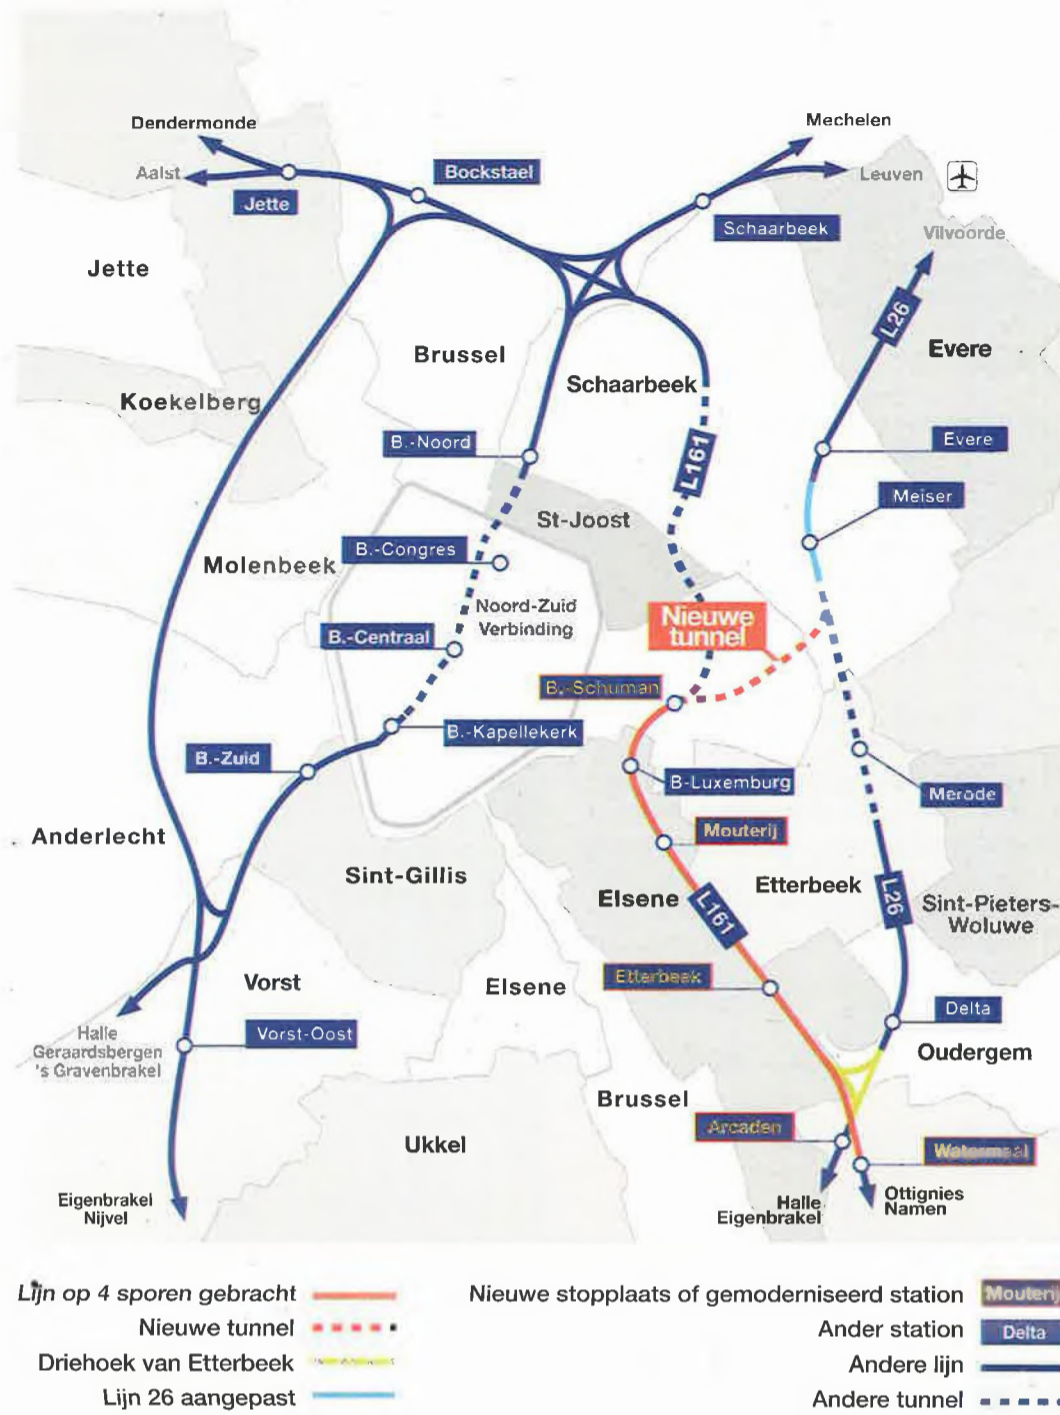 Dendermonde
Mechelen
Aalst
Bockstael
Leuven
Jette
Schaarbeek
Vilvoorde
Jette
L26
Brussel
Evere
Schaarbeek
Koekelberg
B.-Noord
L161
Evere
Meiser
St-Joost
B.-Congres
Molenbeek
Noord-Zuid
Verbinding
B.-Centraal
Nieuwe
tunnel
B.-Schuman
B.-Kapellekerk
B.-Zuid
B-Luxemburg
Merode
Mouterij
Anderlecht
Sint-Gillis
Etterbeek
Elsene
L161
L26
Sint-Pieters-
Woluwe
Vorst
Elsene
Etterbeek
Delta
Halle
Geraardsbergen
's Gravenbrakel
Vorst-Oost
Oudergem
Brussel
Arcaden
Ukkel
Watermaal
Eigenbrakel
Nijvel
Halle
Eigenbrakel
Ottignies
Namen
Lijn op 4 sporen gebracht
Nieuwe tunnel
Driehoek van Etterbeek
Lijn 26 aangepast
Nieuwe stopplaats of gemoderniseerd station
Mouterij
Ander station
Delta
Andere lijn
Andere tunnel